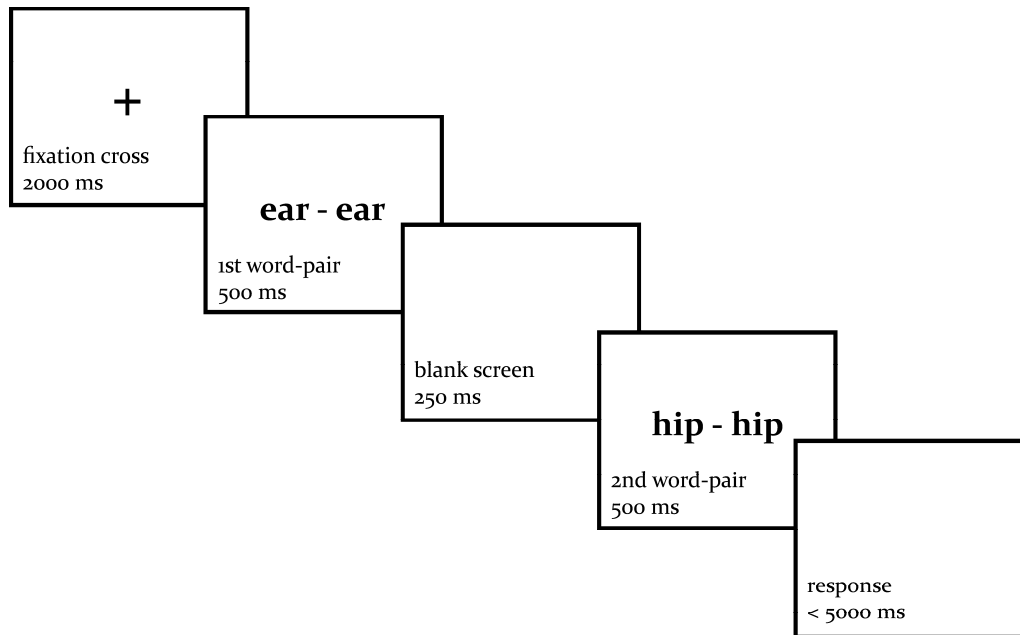 +
fixation cross
2000 ms
ear - ear
1st word-pair
500 ms
blank screen
250 ms
hip - hip
2nd word-pair
500 ms
response
< 5000 ms